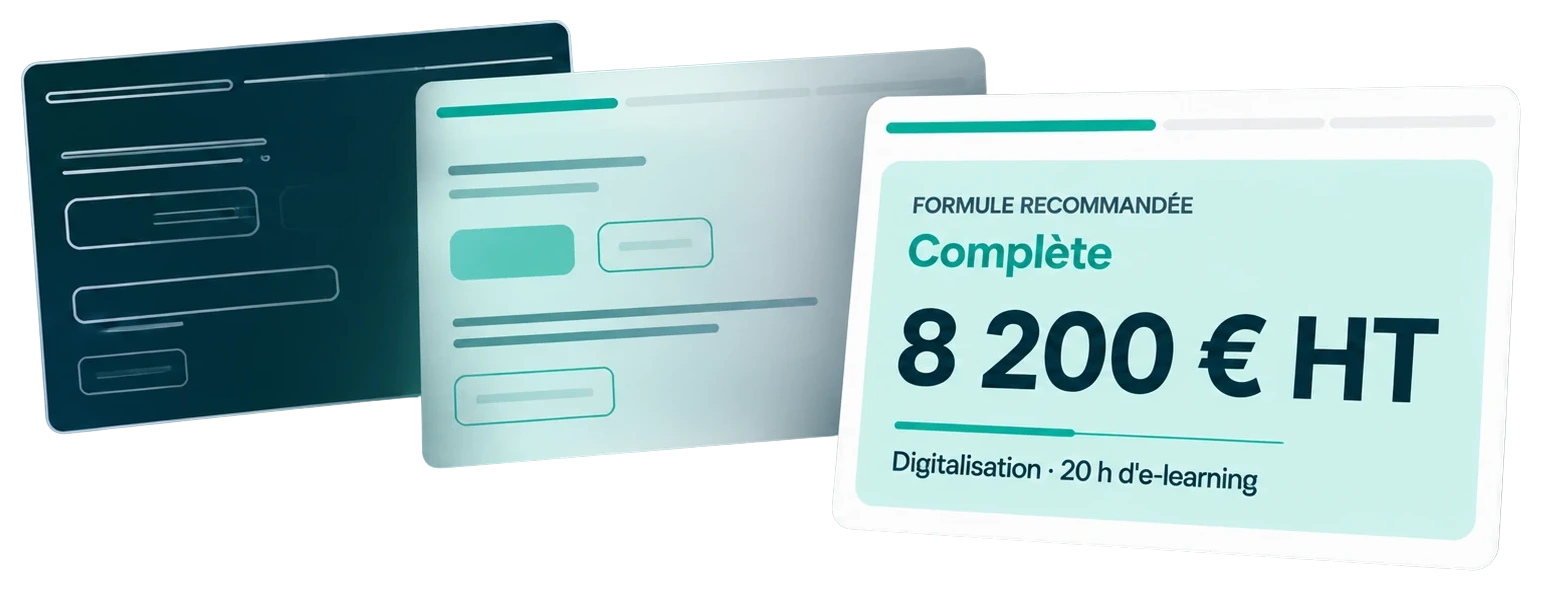 FORMULE RECOMMANDÉE
Complète
8 200 € HT
Digitalisation · 20 h d'e-learning